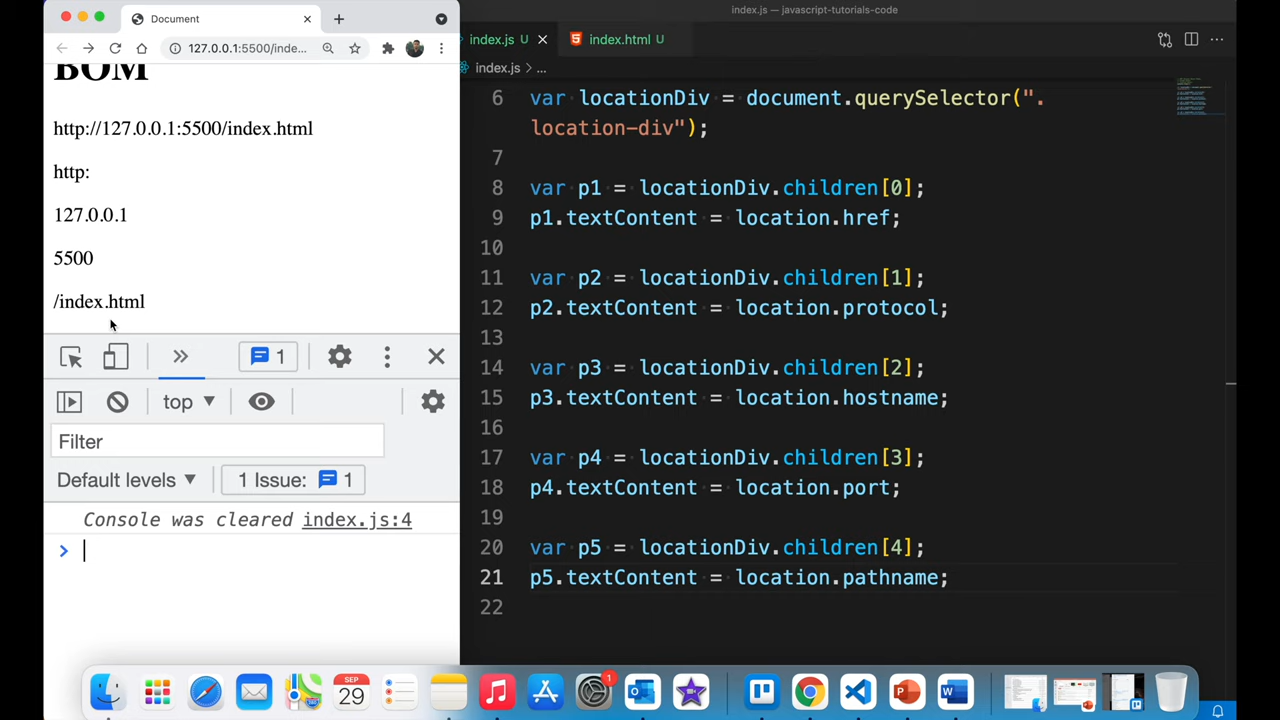 Document
127.0.0.1:5500/inde...
BOM
http://127.0.0.1:5500/index.html
http:
127.0.0.1
5500
/index.html
1
top
Filter
Default levels
1 Issue: 1
Console was cleared index.js:4
>
index.js — javascript-tutorials-code
index.js U
index.html U
index.js > ...
6 var locationDiv = document.querySelector(".
location-div");
7
8 var p1 = locationDiv.children[0];
9 p1.textContent = location.href;
10
11 var p2 = locationDiv.children[1];
12 p2.textContent = location.protocol;
13
14 var p3 = locationDiv.children[2];
15 p3.textContent = location.hostname;
16
17 var p4 = locationDiv.children[3];
18 p4.textContent = location.port;
19
20 var p5 = locationDiv.children[4];
21 p5.textContent = location.pathname;
22
SEP
29
1